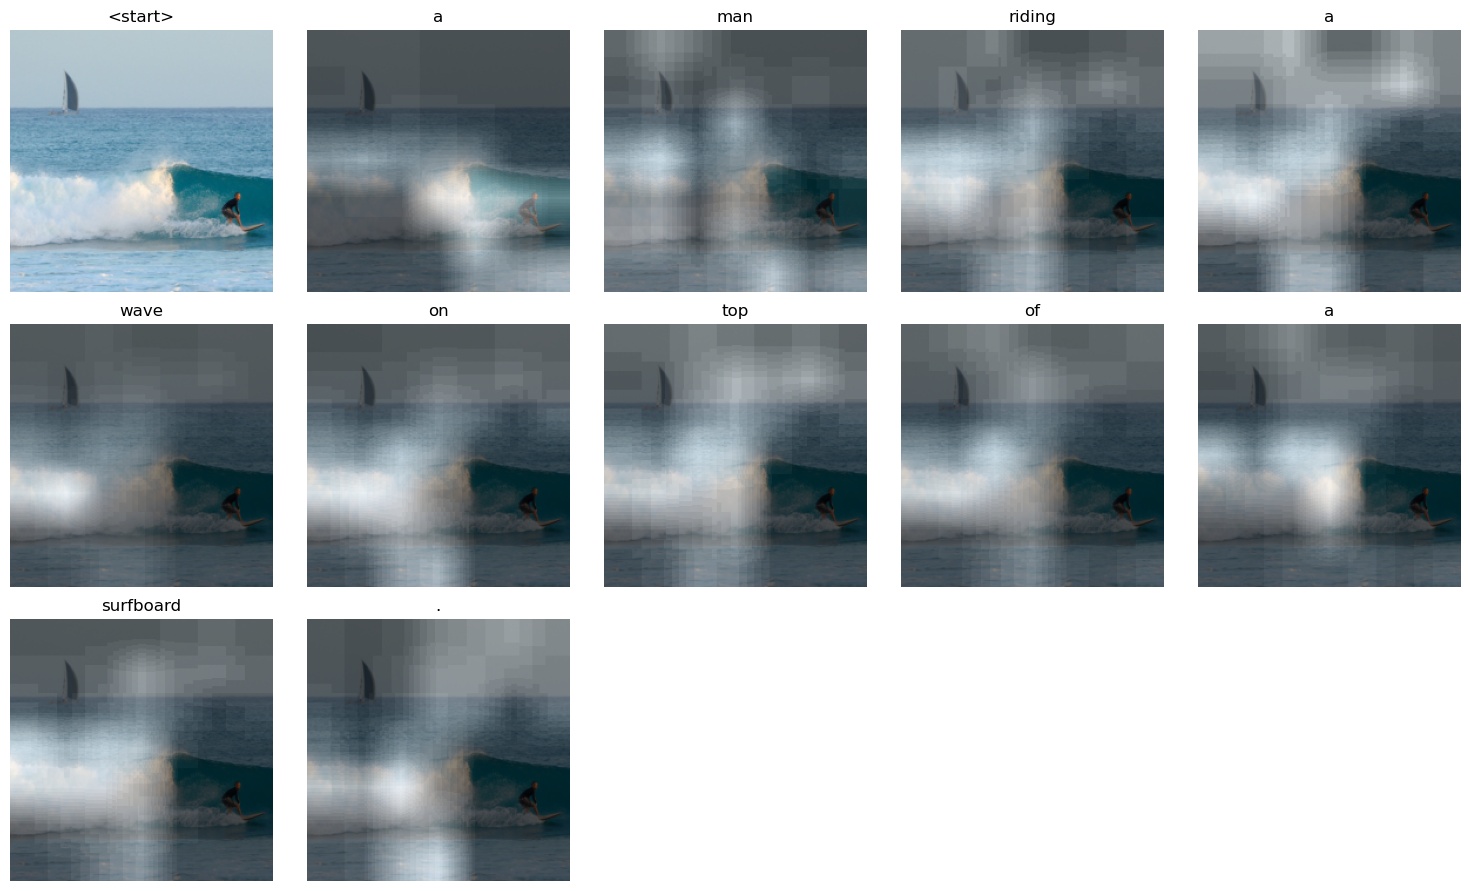 <start> a man riding a
wave on top of a
surfboard .